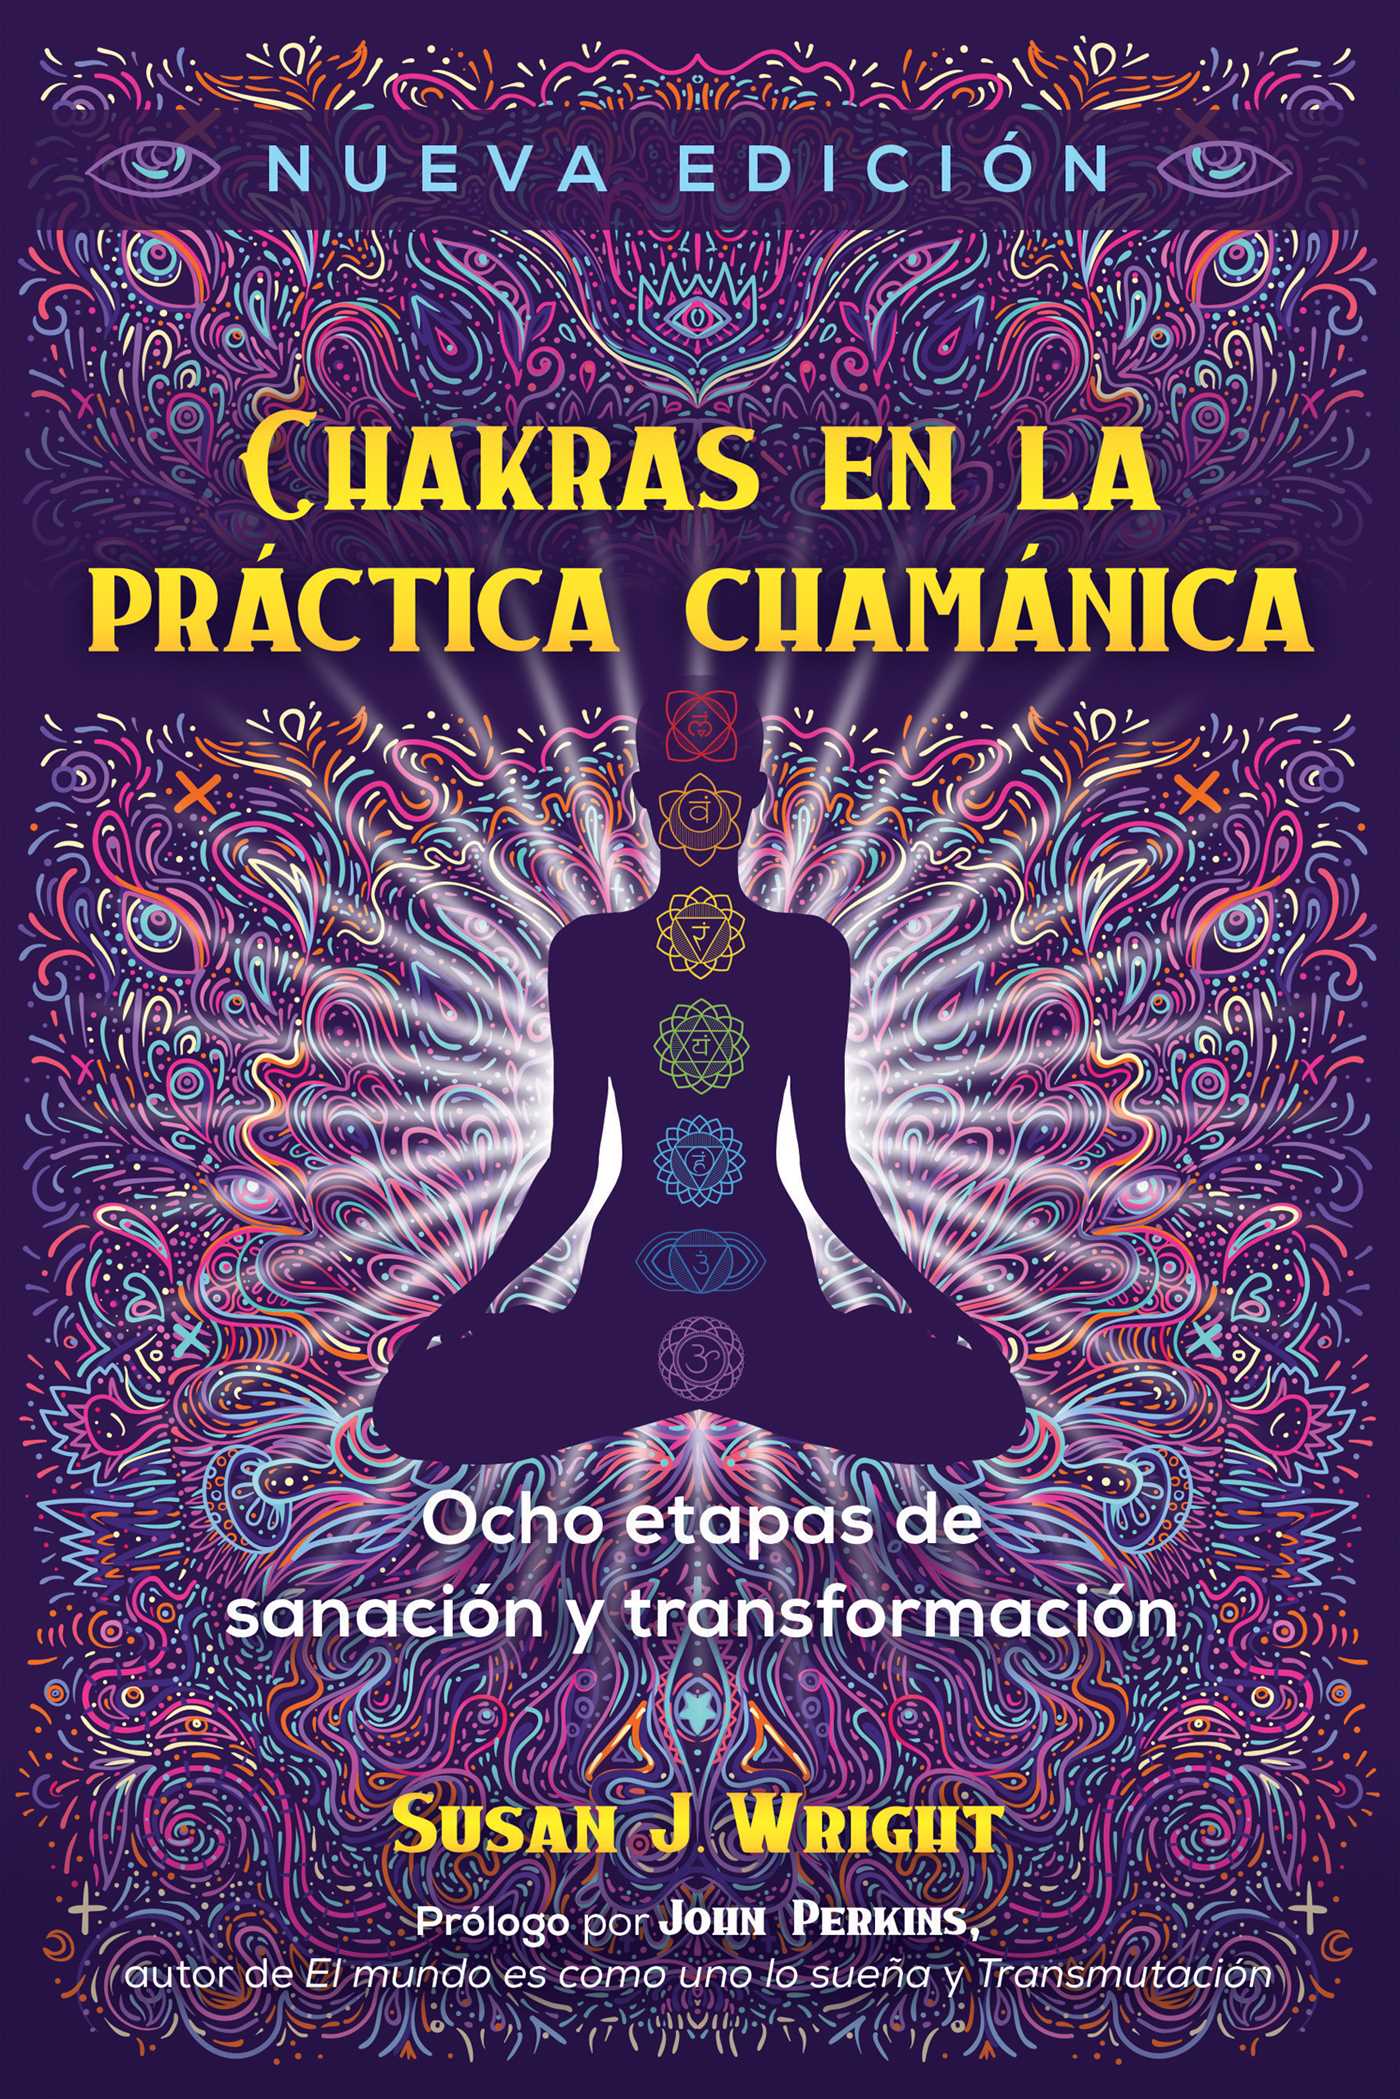 NUEVA EDICIÓN
CHAKRAS EN LA
PRÁCTICA CHAMÁNICA
ॐ
वं
रं
यं
हं
ॐ
Ocho etapas de
sanación y transformación
SUSAN J. WRIGHT
Prólogo por JOHN PERKINS,
autor de El mundo es como uno lo sueña y Transmutación